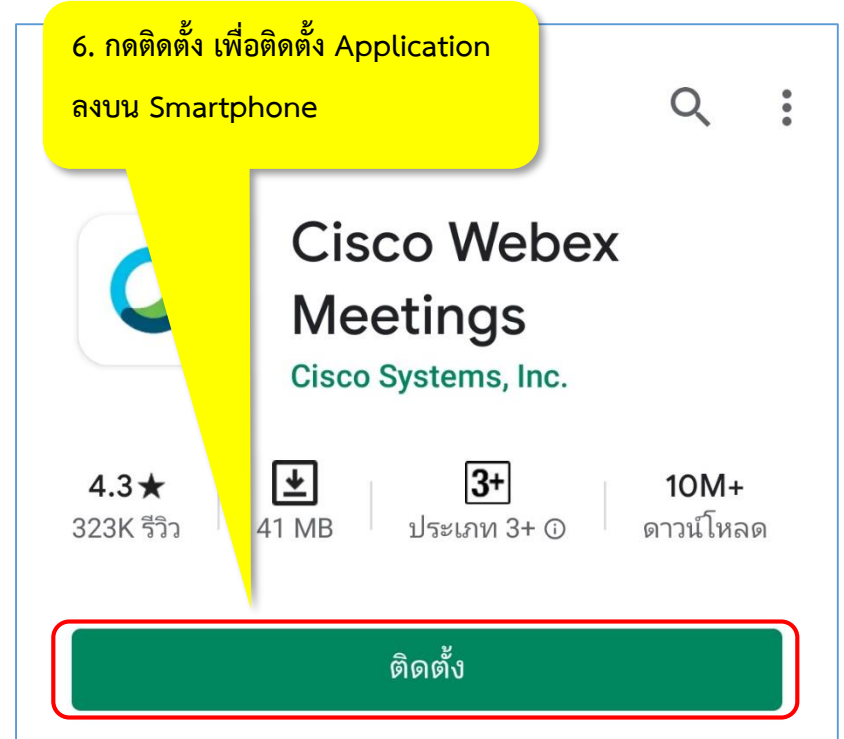 6. กดติดตั้ง เพื่อติดตั้ง Application
ลงบน Smartphone
Cisco Webex
Meetings
Cisco Systems, Inc.
4.3★ 3+ 10M+
323K รีวิว 41 MB ประเภท 3+ ดาวน์โหลด
ติดตั้ง